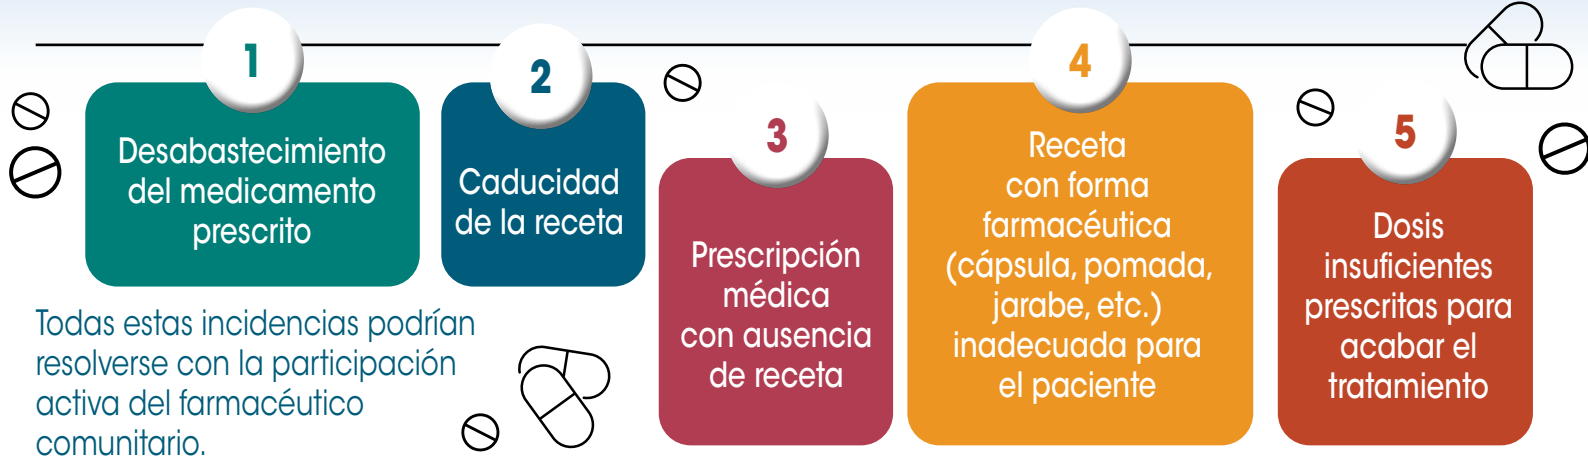 1
Desabastecimiento
del medicamento
prescrito
2
Caducidad
de la receta
3
Prescripción
médica
con ausencia
de receta
4
Receta
con forma
farmacéutica
(cápsula, pomada,
jarabe, etc.)
inadecuada para
el paciente
5
Dosis
insuficientes
prescritas para
acabar el
tratamiento
Todas estas incidencias podrían
resolverse con la participación
activa del farmacéutico
comunitario.